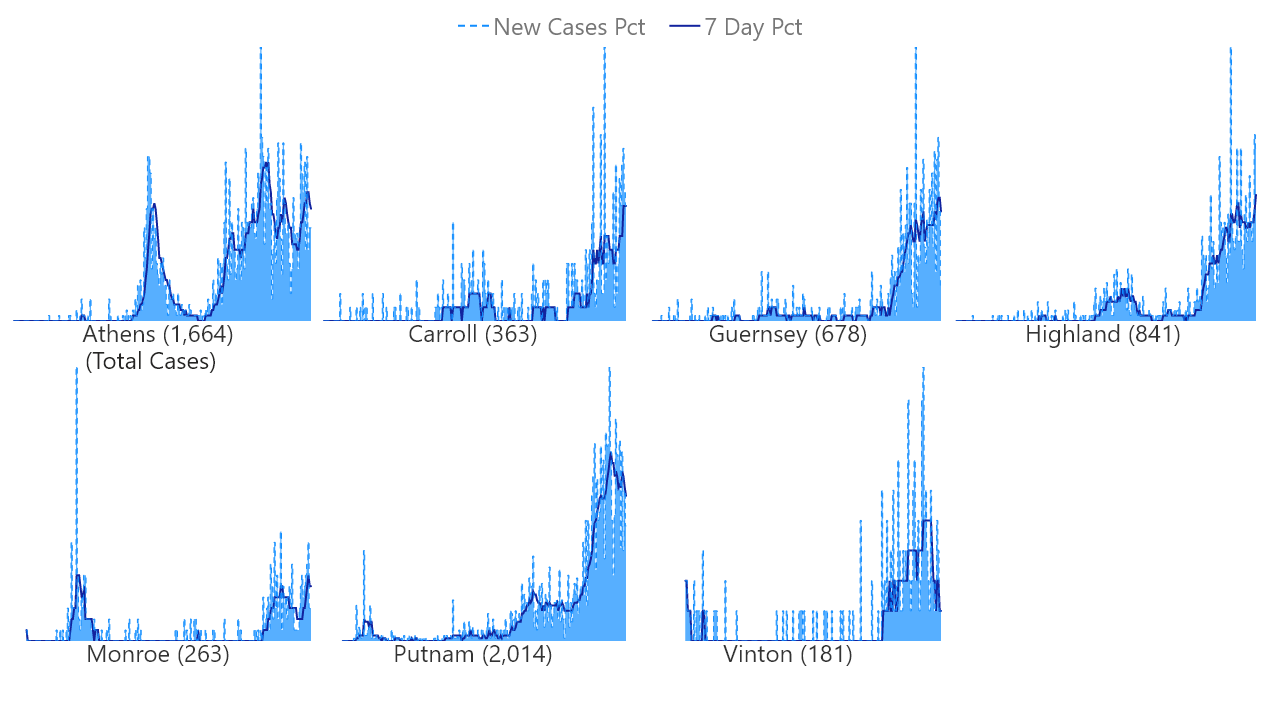 New Cases Pct 7 Day Pct
Athens (1,664) Carroll (363) Guernsey (678) Highland (841)
(Total Cases)
Monroe (263) Putnam (2,014) Vinton (181)